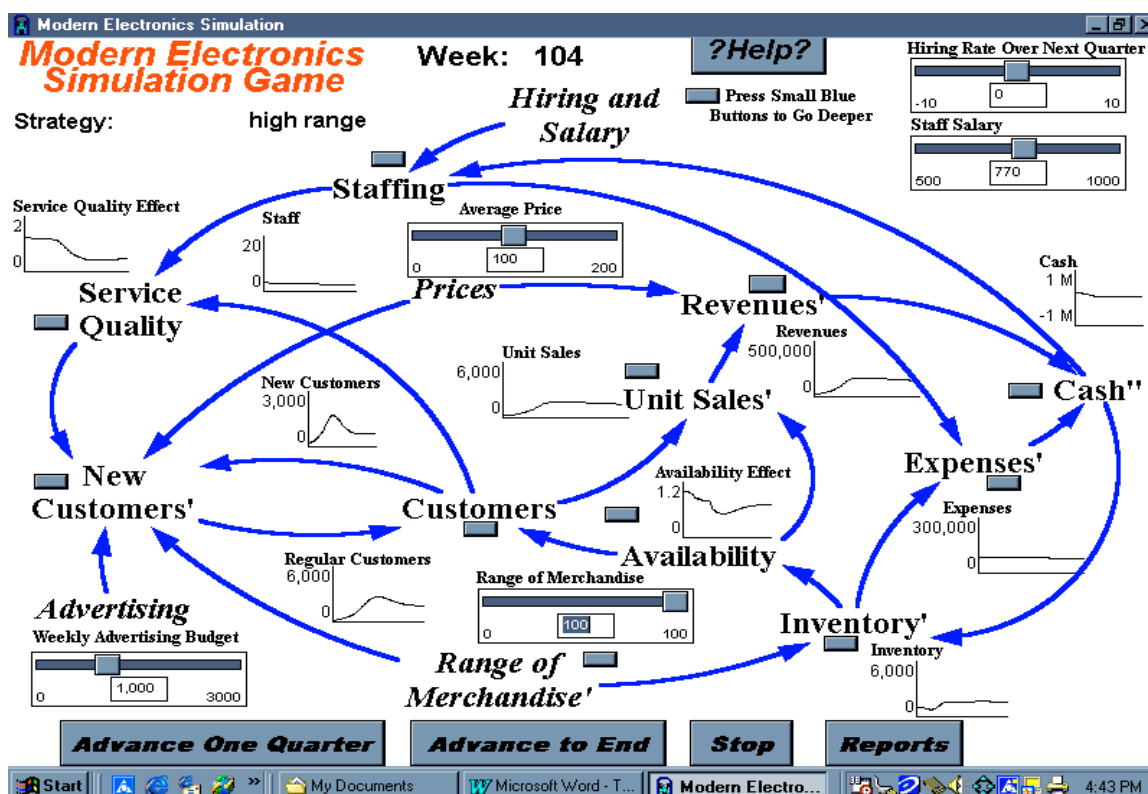 Modern Electronics Simulation
Modern Electronics
Simulation Game
Week: 104
?Help?
Hiring Rate Over Next Quarter
0
-10
10
Press Small Blue
Buttons to Go Deeper
Strategy:
high range
Hiring and
Salary
Staff Salary
770
500
1000
Staffing
Service Quality Effect
2
0
Staff
20
0
Average Price
100
0
200
Prices
Service
Quality
Revenues'
Cash
1 M
-1 M
Revenues
500,000
0
Unit Sales
6,000
0
Unit Sales'
Cash"
New Customers
3,000
0
New
Customers'
Customers
Availability Effect
1.2
0
Availability
Expenses'
Expenses
300,000
0
Regular Customers
6,000
0
Range of Merchandise
100
0
100
Advertising
Weekly Advertising Budget
1,000
0
3000
Range of
Merchandise'
Inventory'
Inventory
6,000
0
Advance One Quarter
Advance to End
Stop
Reports
Start
»
My Documents
Microsoft Word - T...
Modern Electro...
4:43 PM